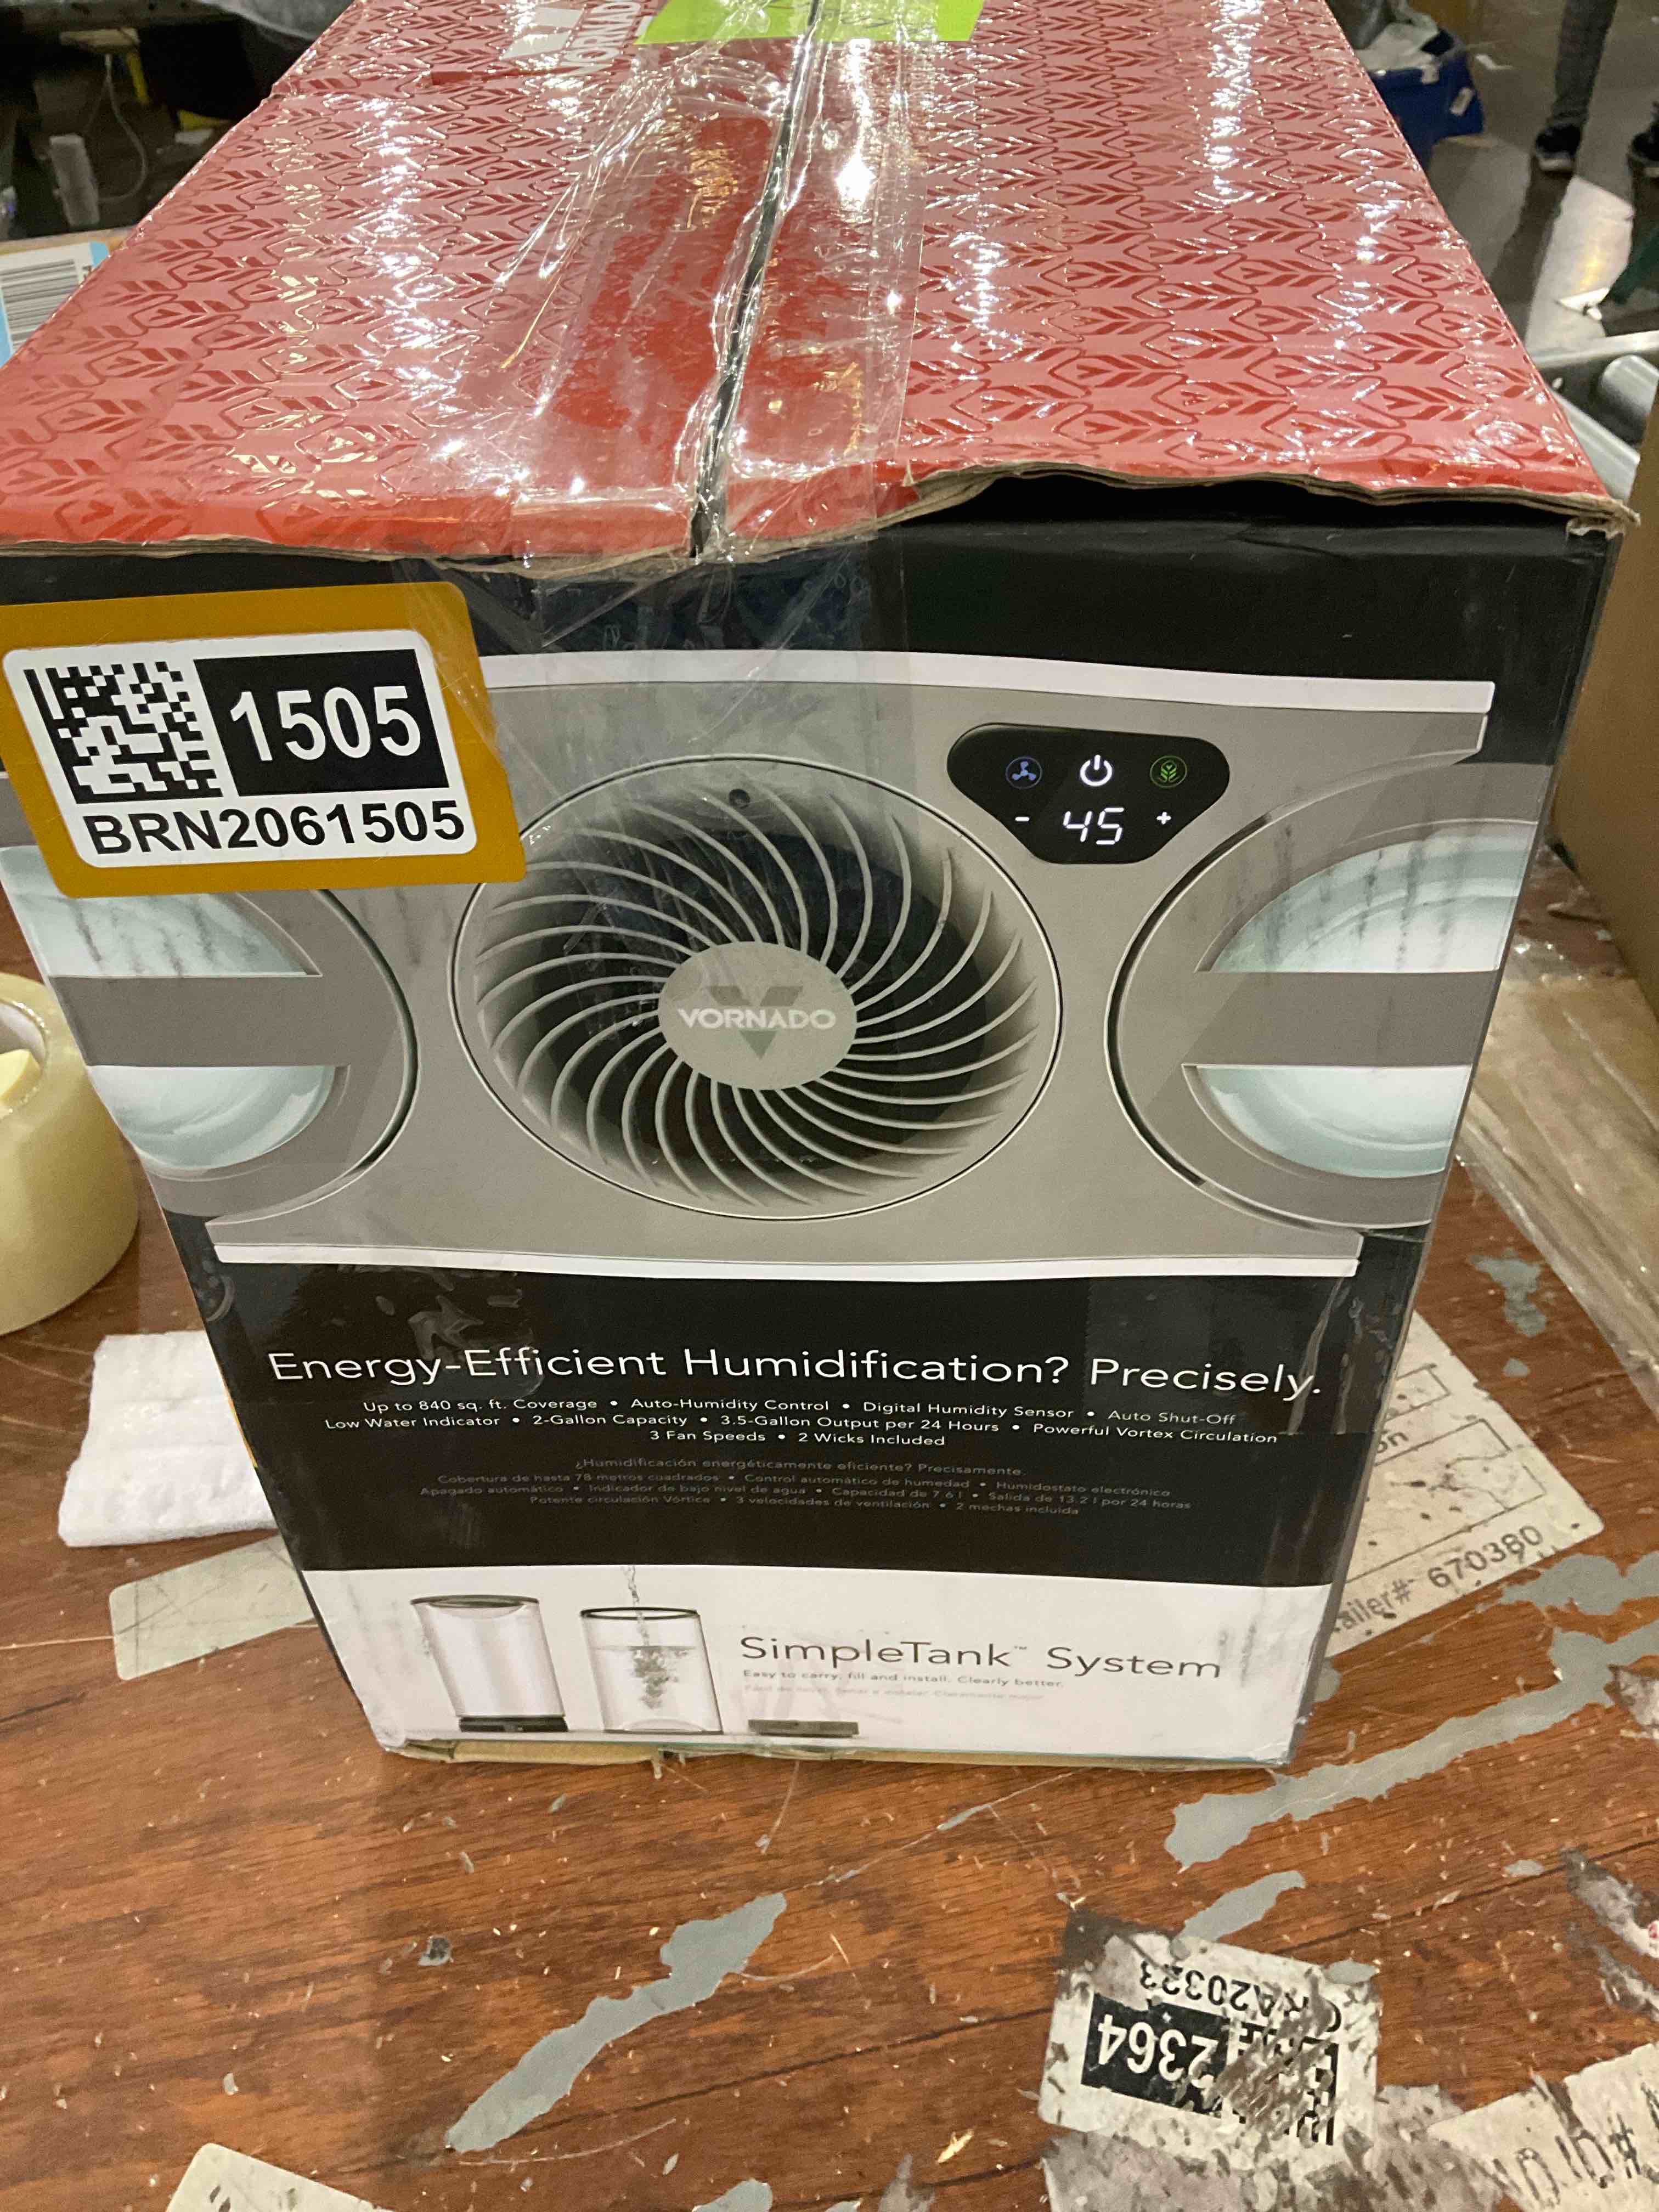 VORNADO
1505
BRN2061505
45
VORNADO
Energy-Efficient Humidification? Precisely.
Up to 840 sq. ft. Coverage • Auto-Humidity Control • Digital Humidity Sensor • Auto Shut-Off
Low Water Indicator • 2-Gallon Capacity • 3.5-Gallon Output per 24 Hours • Powerful Vortex Circulation
3 Fan Speeds • 2 Wicks Included
¿Humidificación energéticamente eficiente? Precisamente.
Cobertura de hasta 78 metros cuadrados • Control automático de humedad • Humidostato electrónico
Apagado automático • Indicador de bajo nivel de agua • Capacidad de 7.6 l • Salida de 13.2 l por 24 horas
Potente circulación Vórtice • 3 velocidades de ventilación • 2 mechas incluida
SimpleTank™ System
Easy to carry, fill and install. Clearly better.
on
ailer# 670380
2364
A20323